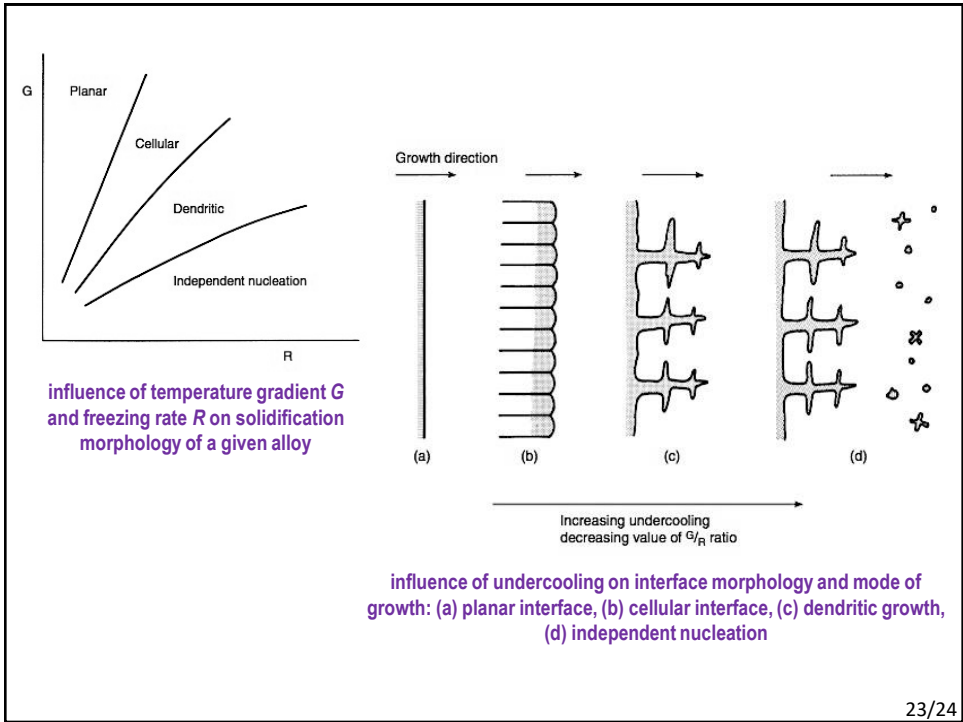 G
Planar
Cellular
Dendritic
Independent nucleation
R
influence of temperature gradient G
and freezing rate R on solidification
morphology of a given alloy
Growth direction
(a)
(b)
(c)
(d)
Increasing undercooling
decreasing value of G/R ratio
influence of undercooling on interface morphology and mode of
growth: (a) planar interface, (b) cellular interface, (c) dendritic growth,
(d) independent nucleation
23/24